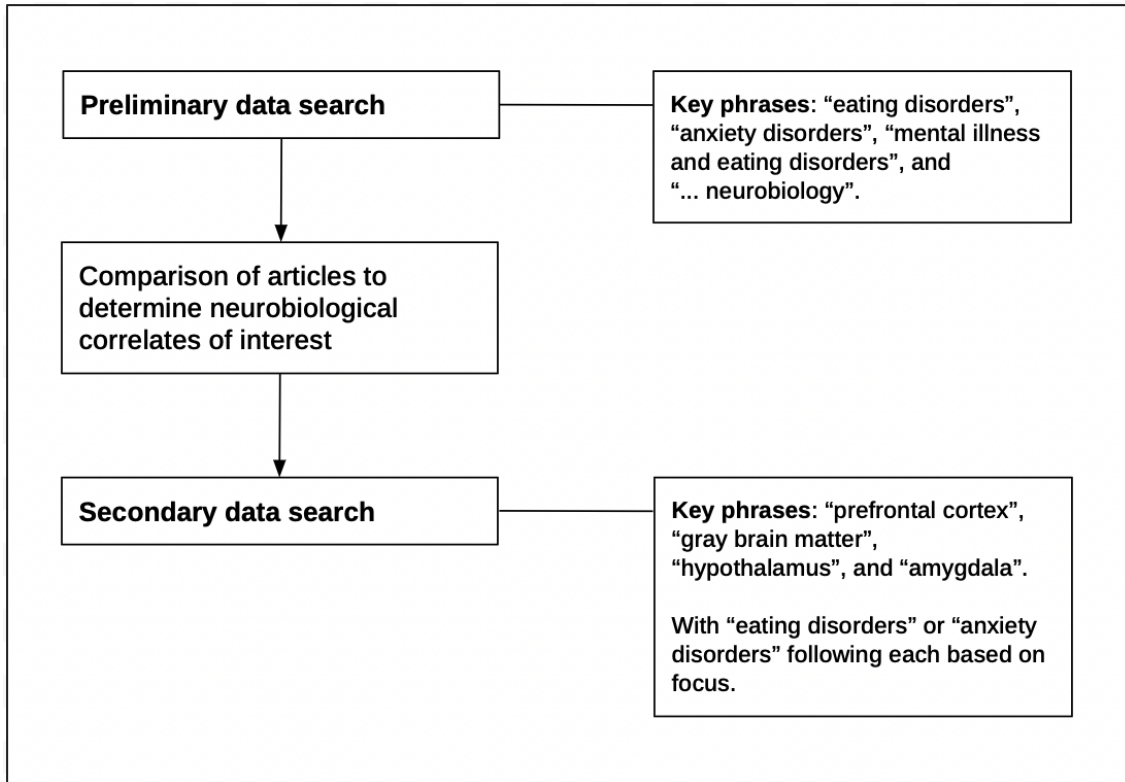 Preliminary data search
Key phrases: “eating disorders”,
“anxiety disorders”, “mental illness
and eating disorders”, and
“... neurobiology”.
Comparison of articles to
determine neurobiological
correlates of interest
Secondary data search
Key phrases: “prefrontal cortex”,
“gray brain matter”,
“hypothalamus”, and “amygdala”.
With “eating disorders” or “anxiety
disorders” following each based on
focus.